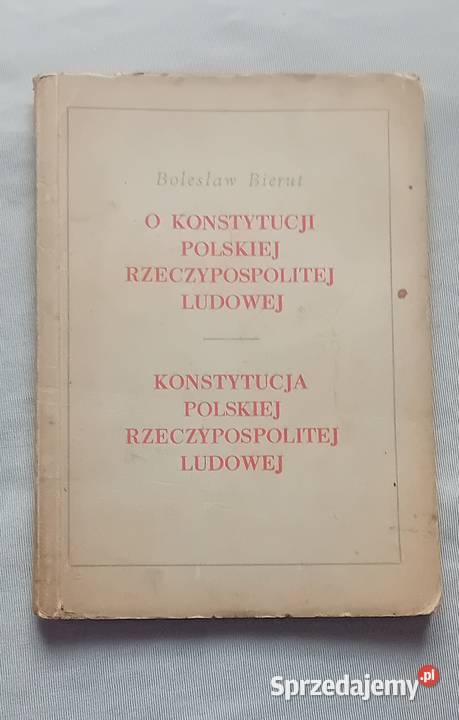 Bolesław Bierut
O KONSTYTUCJI
POLSKIEJ
RZECZYPOSPOLITEJ
LUDOWEJ
KONSTYTUCJA
POLSKIEJ
RZECZYPOSPOLITEJ
LUDOWEJ
Sprzedajemy.pl